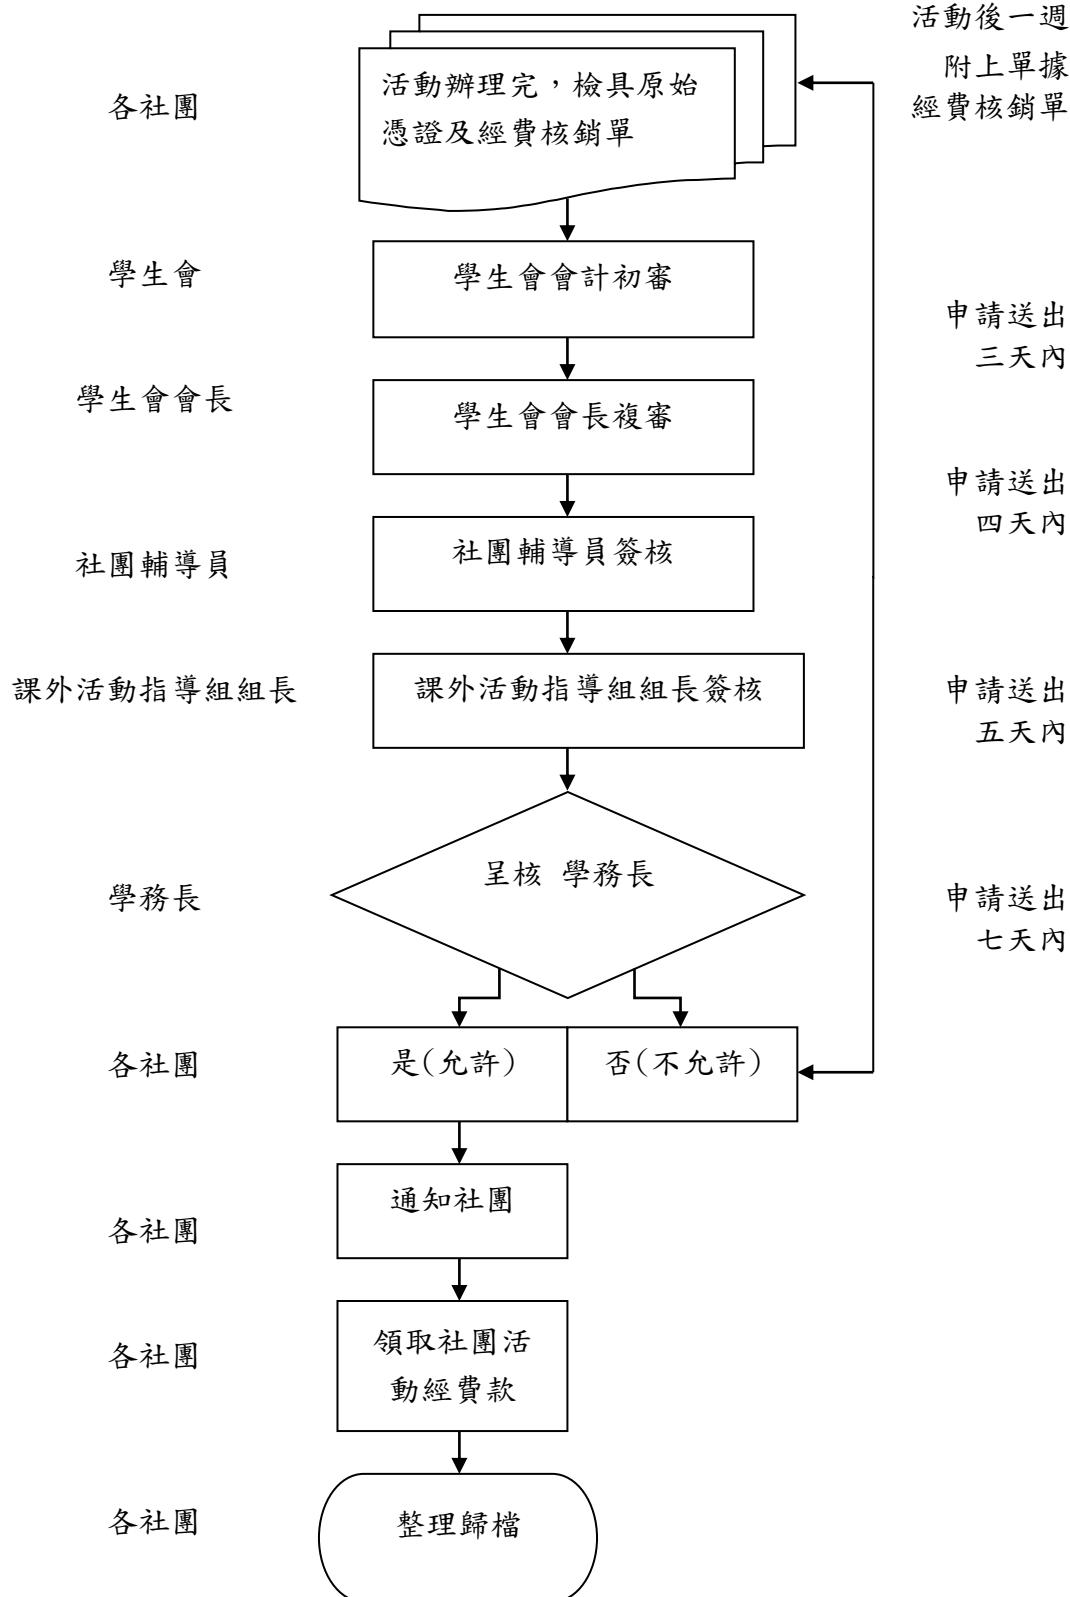 活動後一週
附上單據
經費核銷單
各社團
活動辦理完，檢具原始
憑證及經費核銷單
學生會
學生會會計初審
申請送出
三天內
學生會會長
學生會會長複審
申請送出
四天內
社團輔導員
社團輔導員簽核
課外活動指導組組長
課外活動指導組組長簽核
申請送出
五天內
學務長
呈核 學務長
申請送出
七天內
各社團
是(允許)
否(不允許)
各社團
通知社團
各社團
領取社團活
動經費款
各社團
整理歸檔